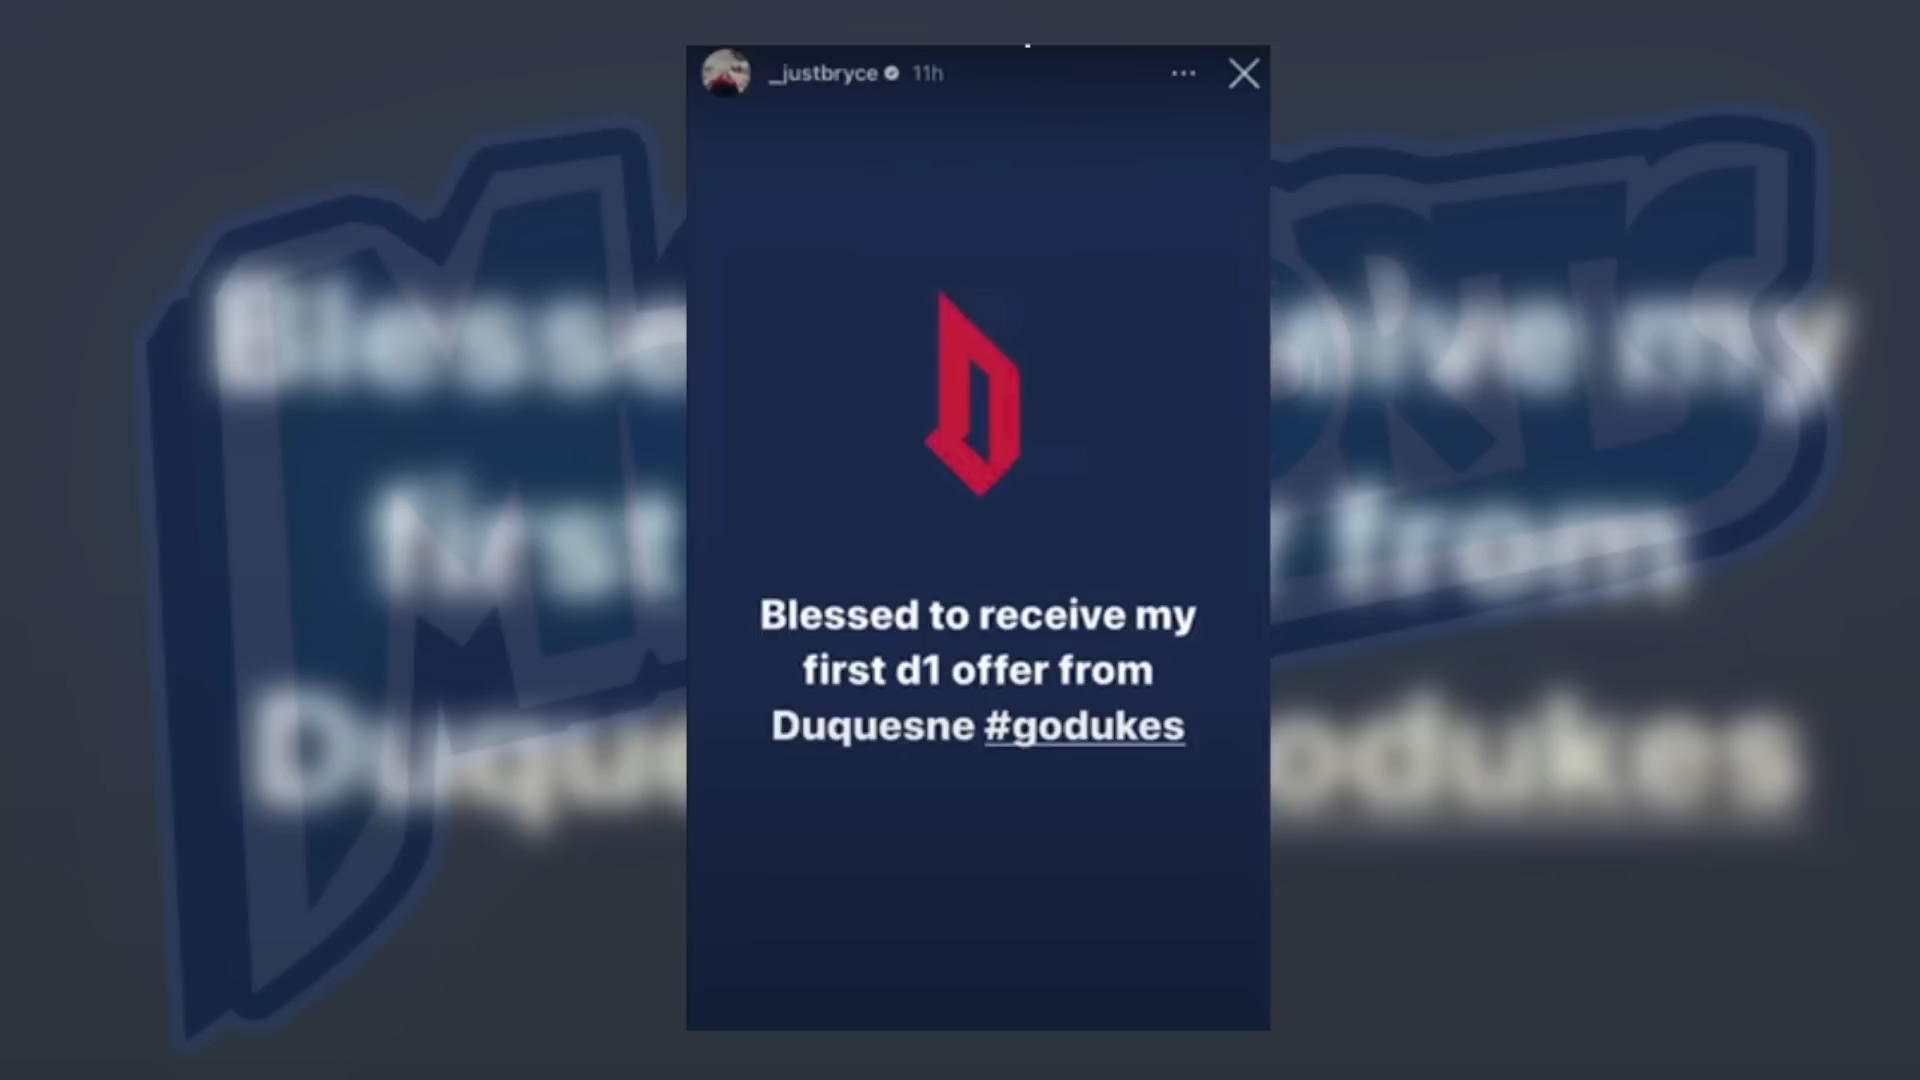 _justbryce 11h
Blessed to receive my
first d1 offer from
Duquesne #godukes